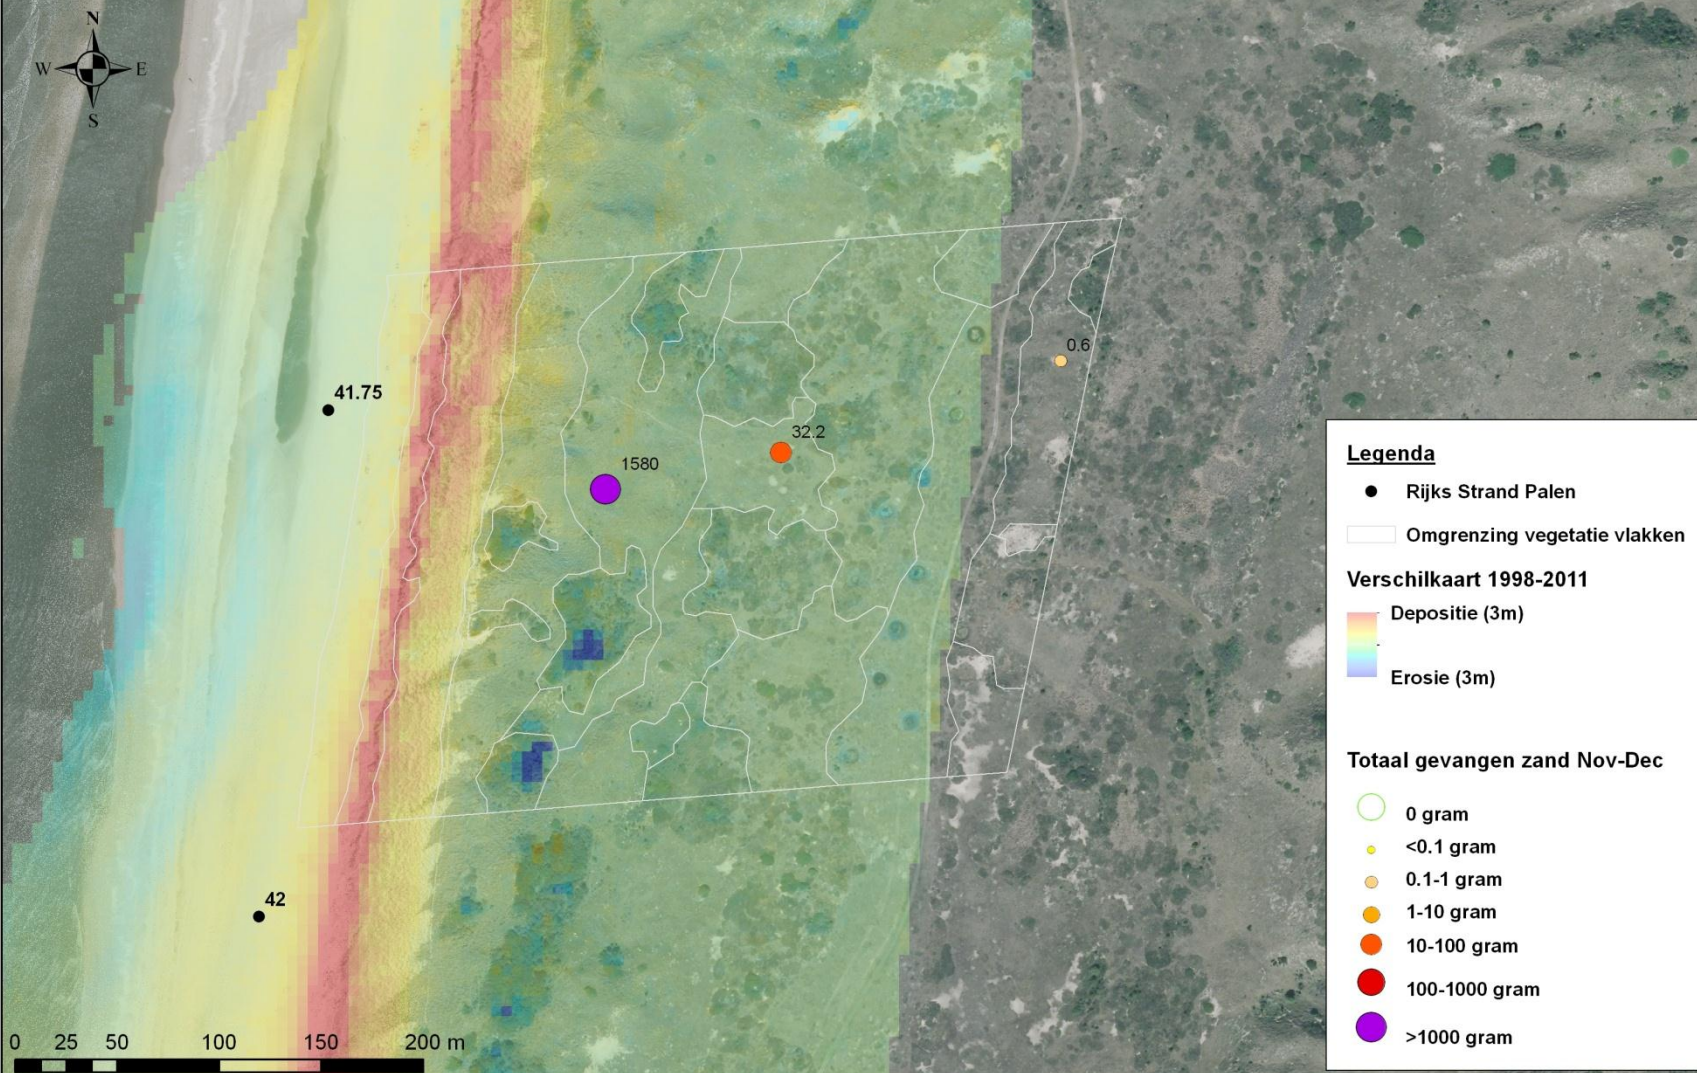 N
W E
S
41.75
0.6
32.2
1580
42
0 25 50 100 150 200 m
Legenda
Rijks Strand Palen
Omgrenzing vegetatie vlakken
Verschilkaart 1998-2011
Depositie (3m)
Erosie (3m)
Totaal gevangen zand Nov-Dec
0 gram
<0.1 gram
0.1-1 gram
1-10 gram
10-100 gram
100-1000 gram
>1000 gram